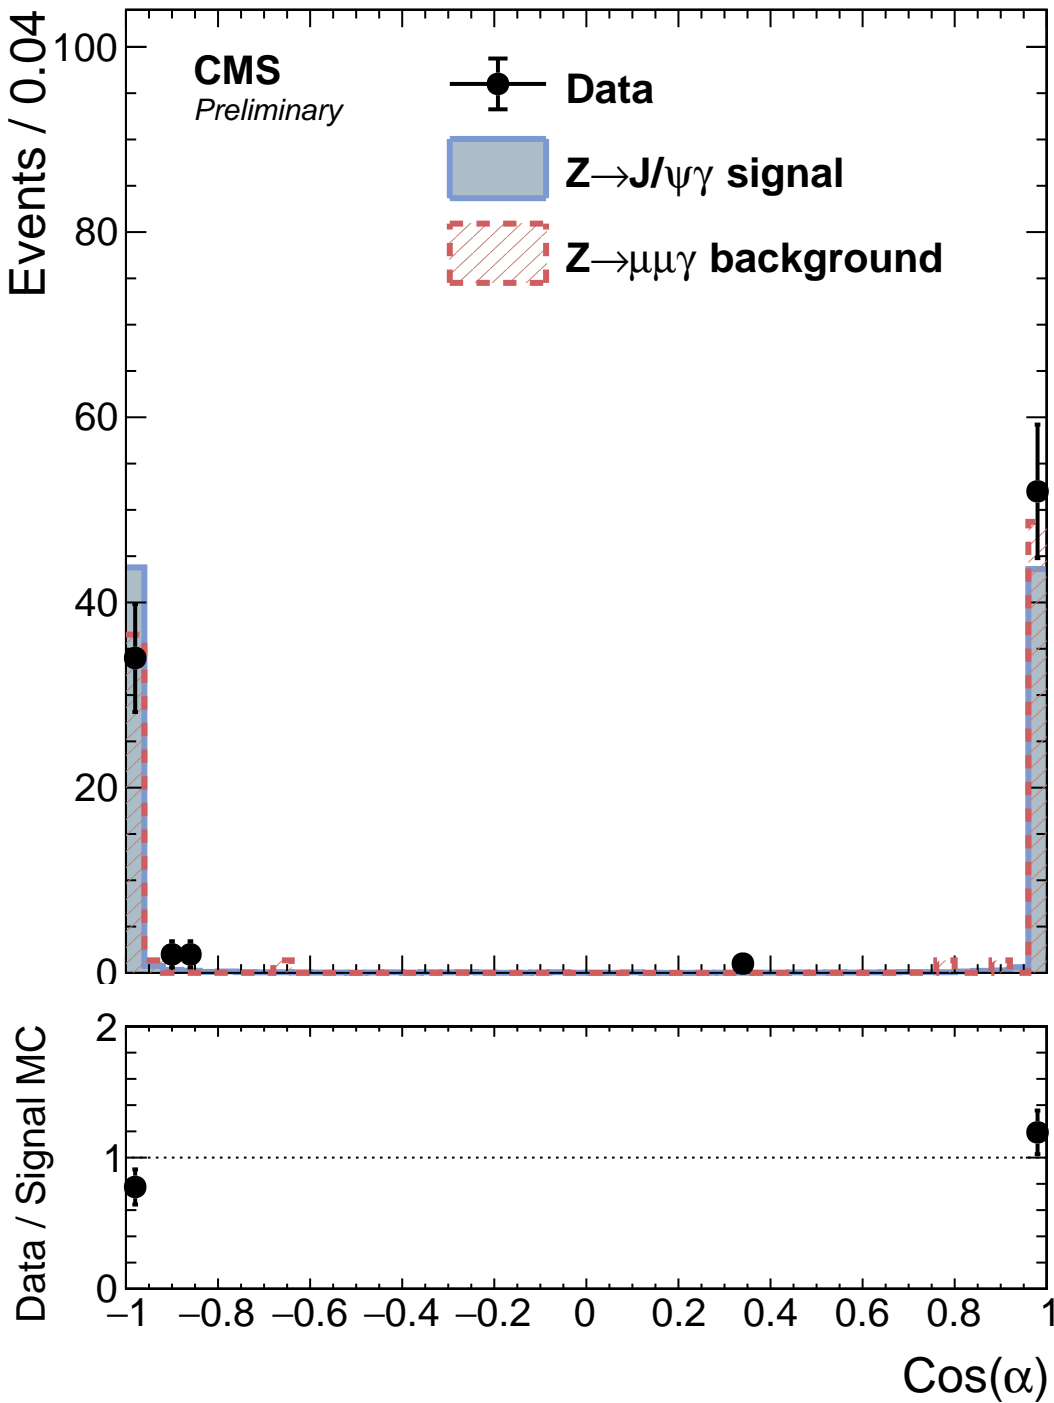 Events / 0.04
100
80
60
40
20
0
CMS
Preliminary
Data
Z→J/ψγ signal
Z→μμγ background
Data / Signal MC
2
1
0
−1 −0.8 −0.6 −0.4 −0.2 0 0.2 0.4 0.6 0.8 1
Cos(α)